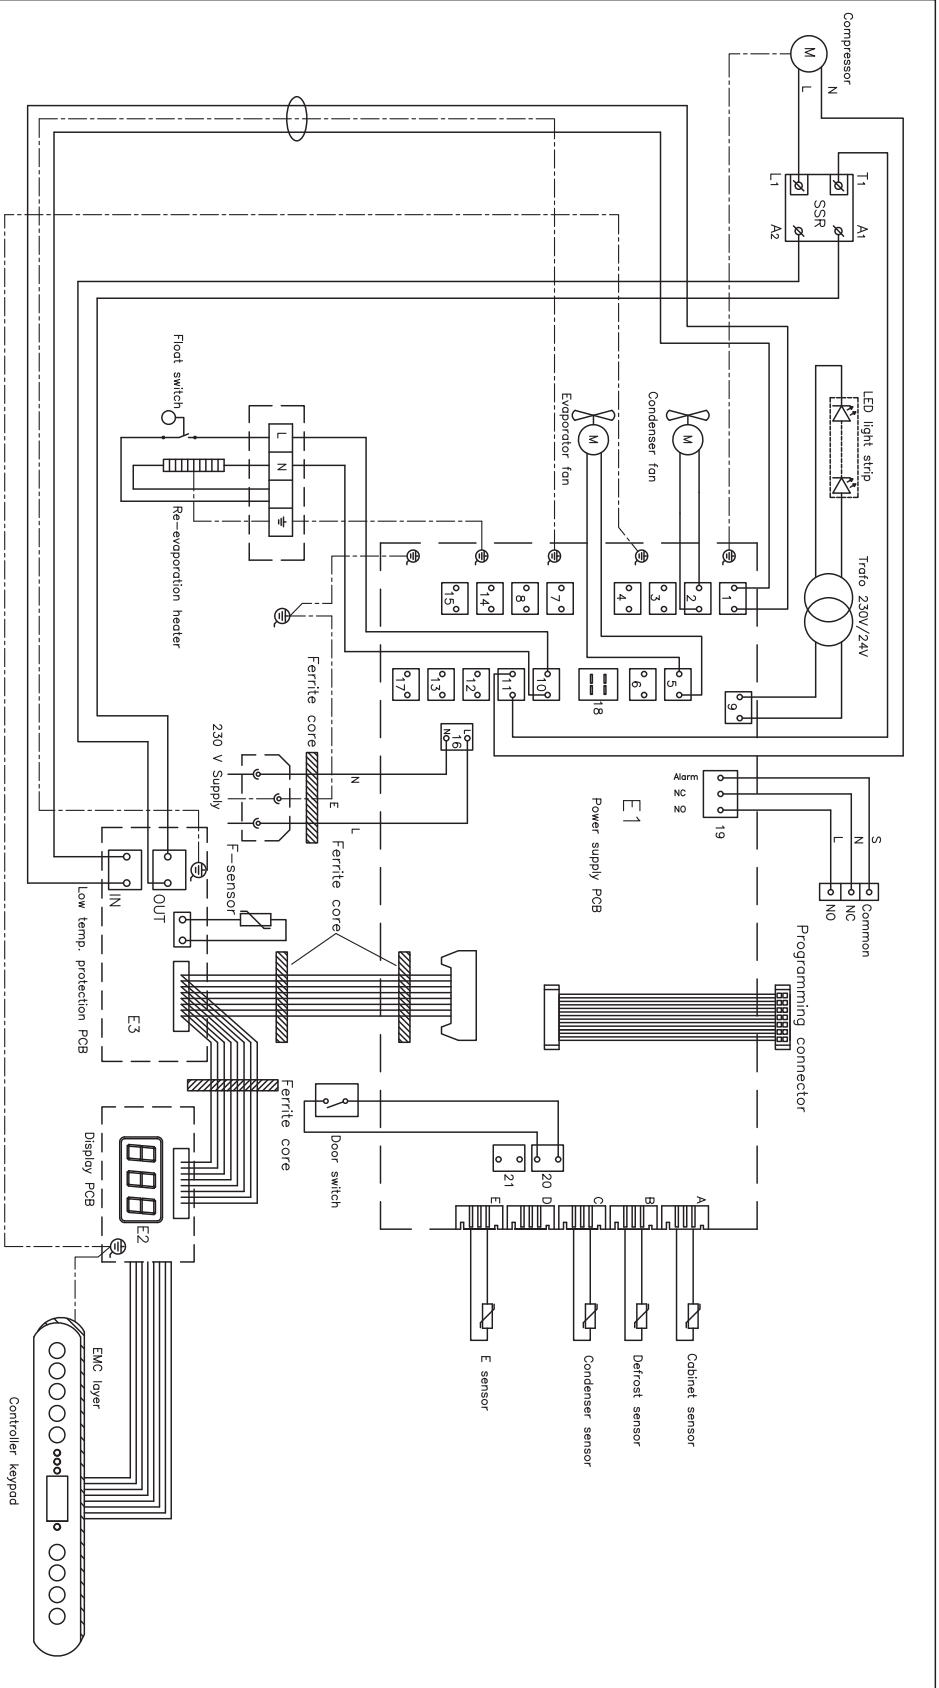 Compressor
M
N
L
T1
L1
SSR
A1
A2
LED light strip
Trafo 230V/24V
Condenser fan
M
Evaporator fan
M
Float switch
L
N
Re-evaporation heater
1
2
3
4
7
8
14
15
5
6
18
10
11
12
13
17
9
16
L
N
Ferrite core
230 V Supply
N
E
L
Alarm
NC
NO
19
S
N
L
Common
NC
NO
E1
Power supply PCB
Programming connector
F-sensor
Ferrite core
OUT
IN
Low temp. protection PCB
E3
Ferrite core
Door switch
20
21
Display PCB
E2
A
B
C
D
E
Cabinet sensor
Defrost sensor
Condenser sensor
E sensor
EMC layer
Controller keypad